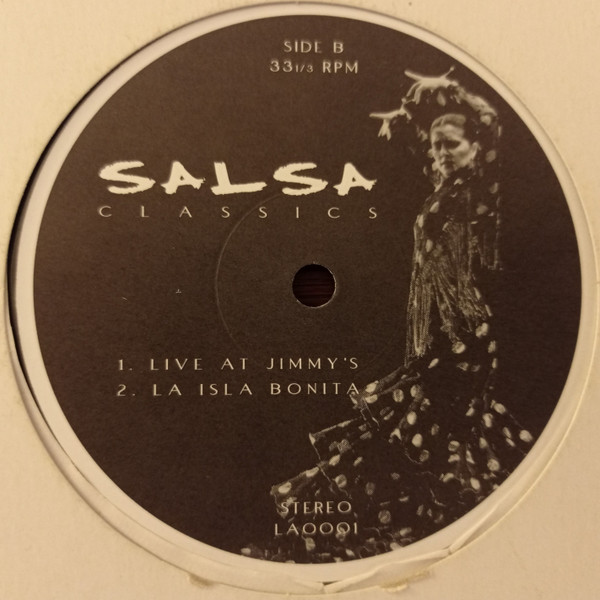 SIDE B
33 1/3 RPM
SALSA
CLASSICS
1. LIVE AT JIMMY'S
2. LA ISLA BONITA
STEREO
LA0001